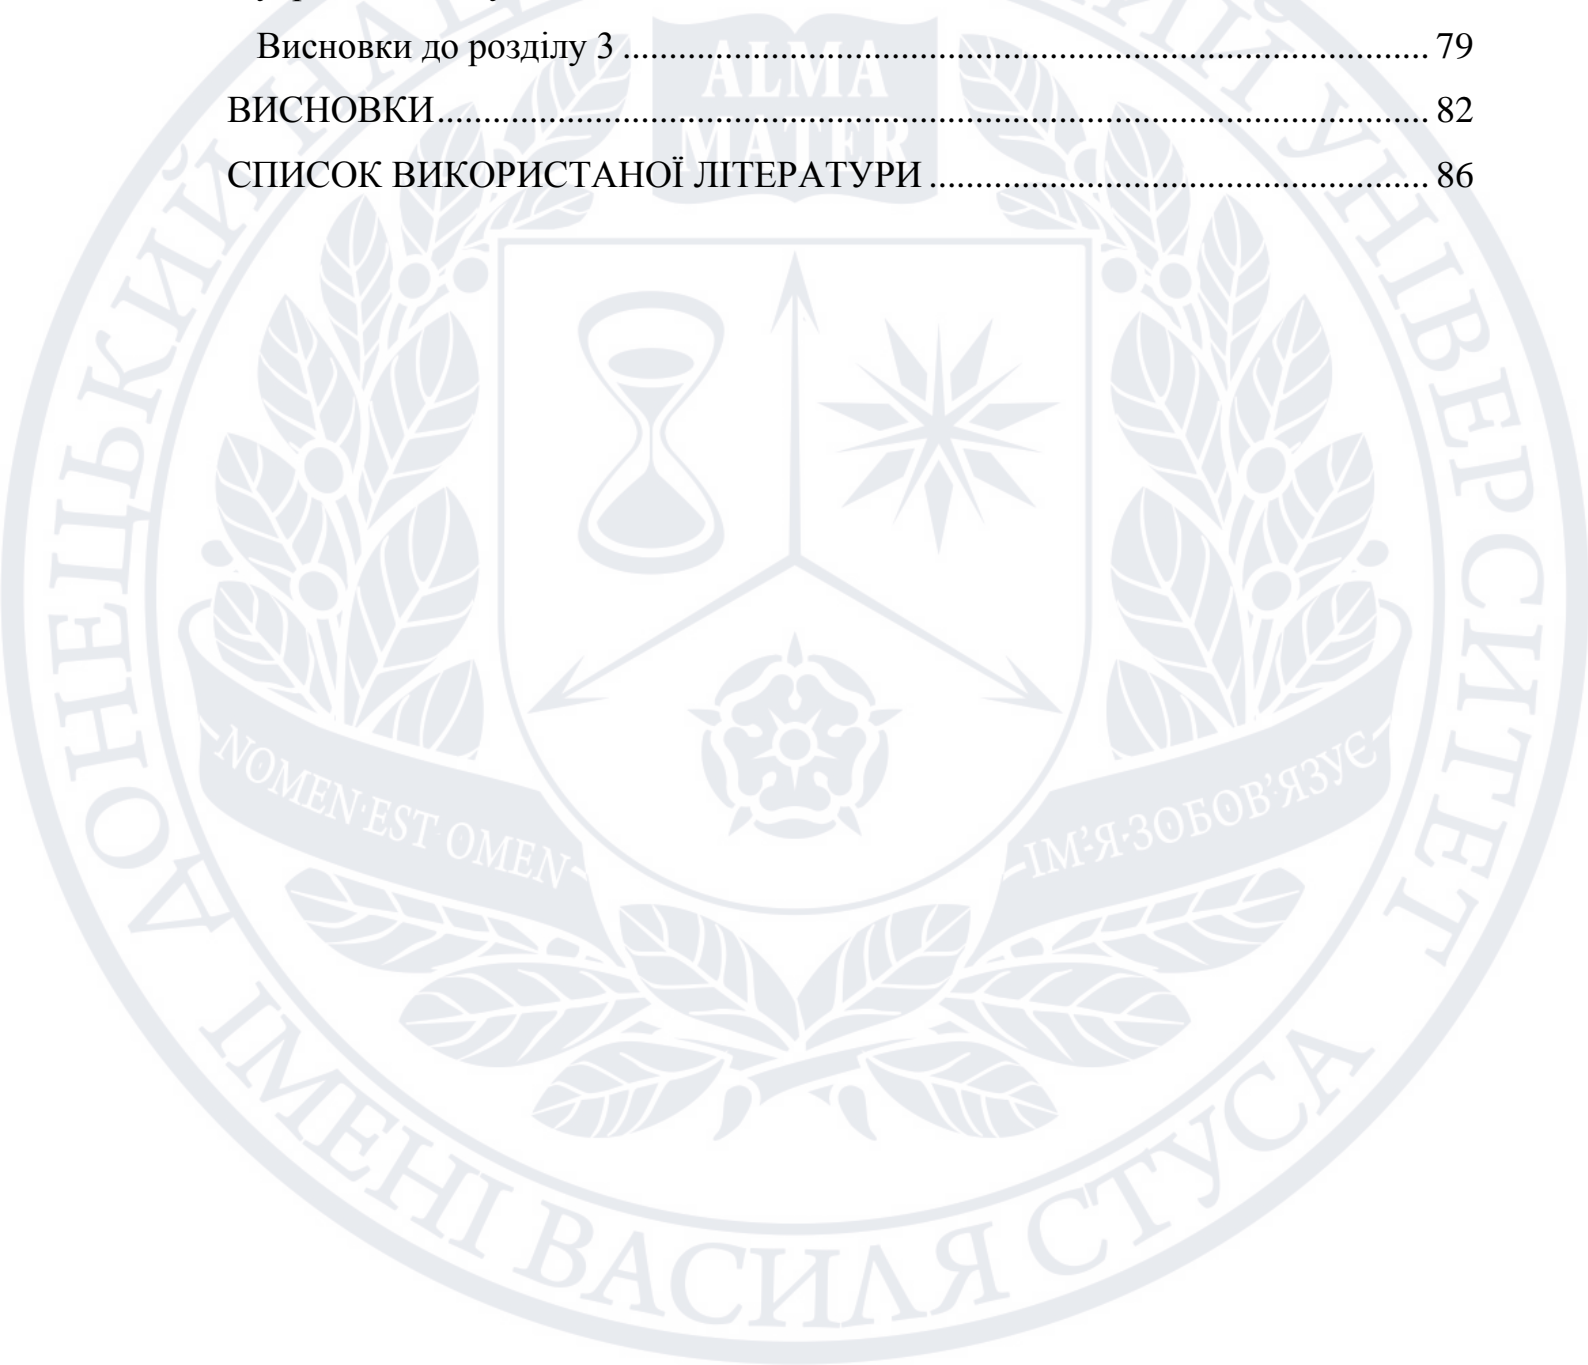 Висновки до розділу 3 ........ 79
ВИСНОВКИ ........ 82
СПИСОК ВИКОРИСТАНОЇ ЛІТЕРАТУРИ ........ 86
ALMA
MATER
ДОНЕЦЬКИЙ УНІВЕРСИТЕТ
NOMEN·EST·OMEN
ІМ'Я·ЗОБОВ'ЯЗУЄ
ІМЕНІ ВАСИЛЯ СТУСА